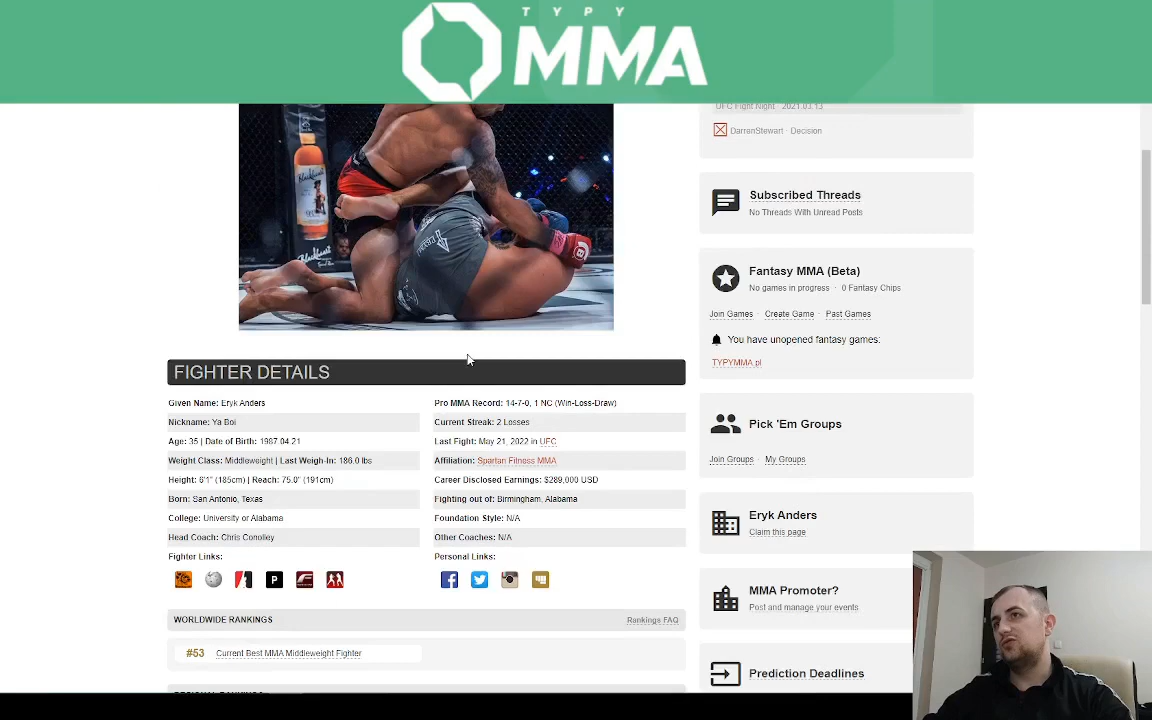 TYPY
MMA
UFC Fight Night · 2021.03.13
DarrenStewart · Decision
Subscribed Threads
No Threads With Unread Posts
Fantasy MMA (Beta)
No games in progress · 0 Fantasy Chips
Join Games · Create Game · Past Games
You have unopened fantasy games:
TYPYMMA.pl
FIGHTER DETAILS
Given Name: Eryk Anders
Pro MMA Record: 14-7-0, 1 NC (Win-Loss-Draw)
Nickname: Ya Boi
Current Streak: 2 Losses
Age: 35 | Date of Birth: 1987.04.21
Last Fight: May 21, 2022 in UFC
Weight Class: Middleweight | Last Weigh-In: 186.0 lbs
Affiliation: Spartan Fitness MMA
Height: 6'1" (185cm) | Reach: 75.0" (191cm)
Career Disclosed Earnings: $289,000 USD
Born: San Antonio, Texas
Fighting out of: Birmingham, Alabama
College: University or Alabama
Foundation Style: N/A
Head Coach: Chris Conolley
Other Coaches: N/A
Fighter Links:
Personal Links:
Pick 'Em Groups
Join Groups · My Groups
Eryk Anders
Claim this page
MMA Promoter?
Post and manage your events
Prediction Deadlines
WORLDWIDE RANKINGS
Rankings FAQ
#53 Current Best MMA Middleweight Fighter